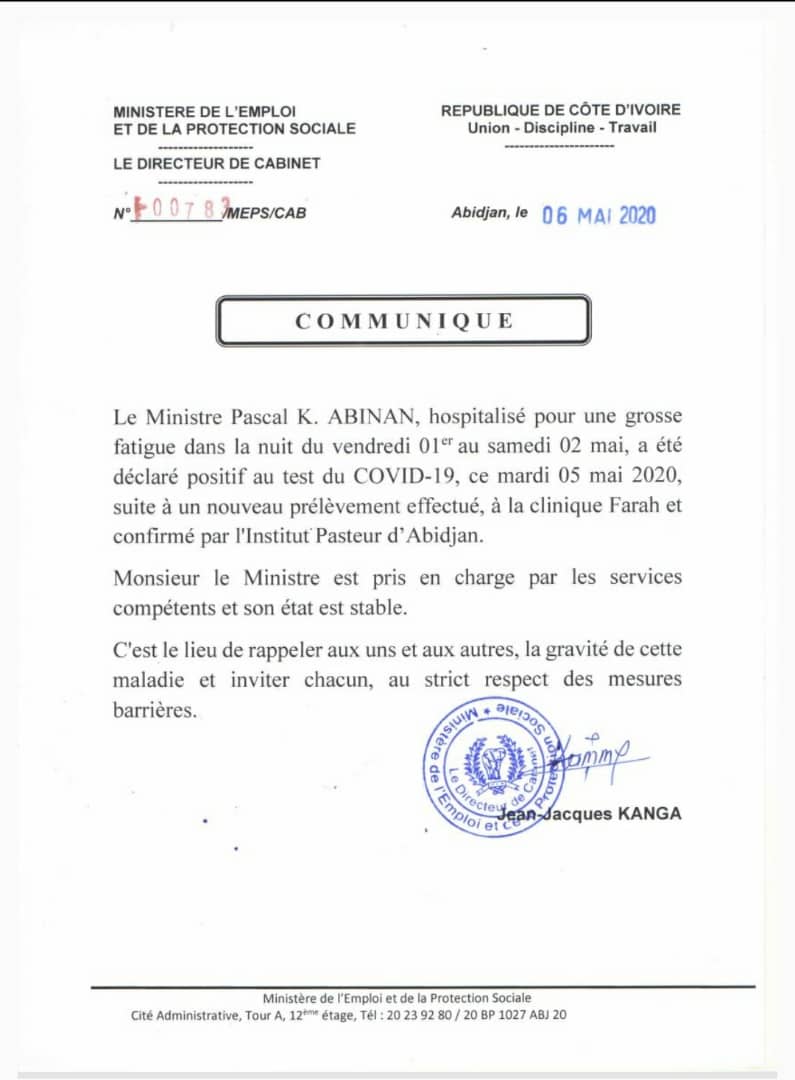 MINISTERE DE L'EMPLOI
ET DE LA PROTECTION SOCIALE
--------------------
LE DIRECTEUR DE CABINET
--------------------
N° 00783/MEPS/CAB
REPUBLIQUE DE CÔTE D'IVOIRE
Union - Discipline - Travail
-----------------------
Abidjan, le 06 MAI 2020
COMMUNIQUE
Le Ministre Pascal K. ABINAN, hospitalisé pour une grosse
fatigue dans la nuit du vendredi 01er au samedi 02 mai, a été
déclaré positif au test du COVID-19, ce mardi 05 mai 2020,
suite à un nouveau prélèvement effectué, à la clinique Farah et
confirmé par l'Institut Pasteur d'Abidjan.
Monsieur le Ministre est pris en charge par les services
compétents et son état est stable.
C'est le lieu de rappeler aux uns et aux autres, la gravité de cette
maladie et inviter chacun, au strict respect des mesures
barrières.
Ministère de l'Emploi et de la Protection Sociale *
Le Directeur de Cabinet
Jean-Jacques KANGA
Ministère de l'Emploi et de la Protection Sociale
Cité Administrative, Tour A, 12ème étage, Tél : 20 23 92 80 / 20 BP 1027 ABJ 20